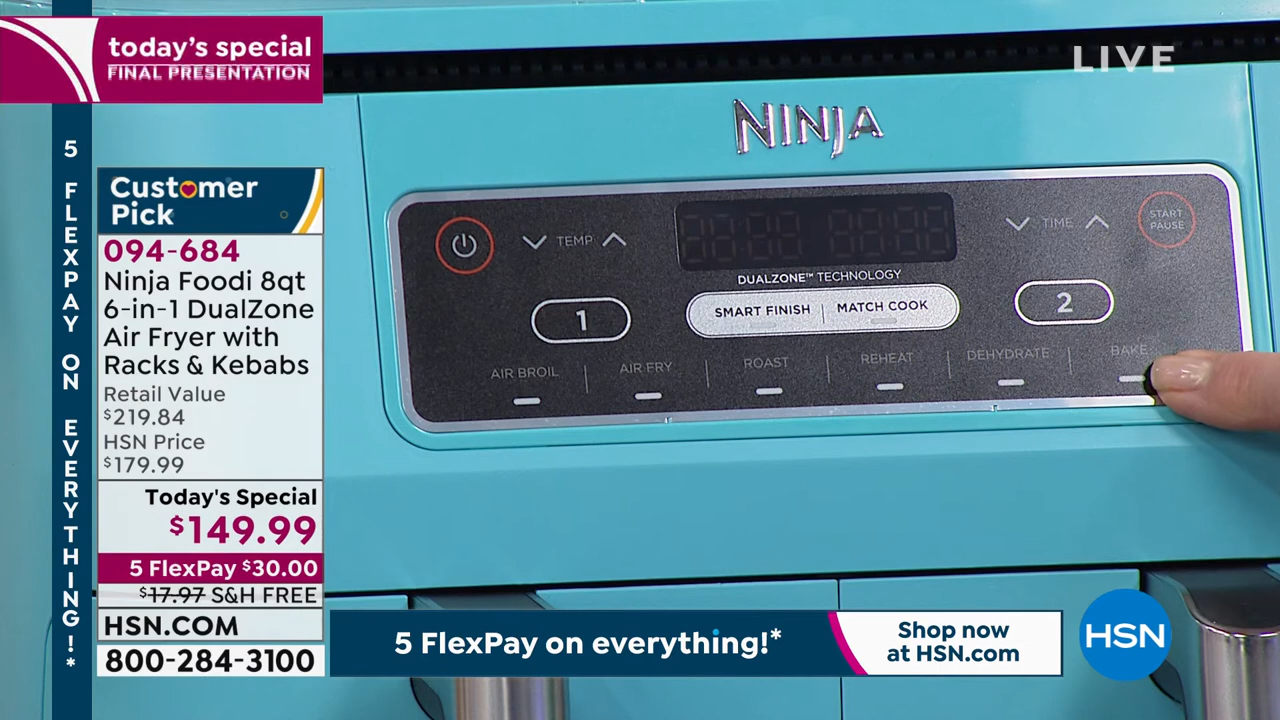 today's special
FINAL PRESENTATION
LIVE
5 FLEXPAY ON EVERYTHING!*
Customer
Pick
094-684
Ninja Foodi 8qt
6-in-1 DualZone
Air Fryer with
Racks & Kebabs
Retail Value
$219.84
HSN Price
$179.99
Today's Special
$149.99
5 FlexPay $30.00
$17.97 S&H FREE
HSN.COM
800-284-3100
NINJA
TEMP
TIME
START
PAUSE
DUALZONE™ TECHNOLOGY
1
SMART FINISH
MATCH COOK
2
AIR BROIL
AIR FRY
ROAST
REHEAT
DEHYDRATE
BAKE
5 FlexPay on everything!*
Shop now
at HSN.com
HSN